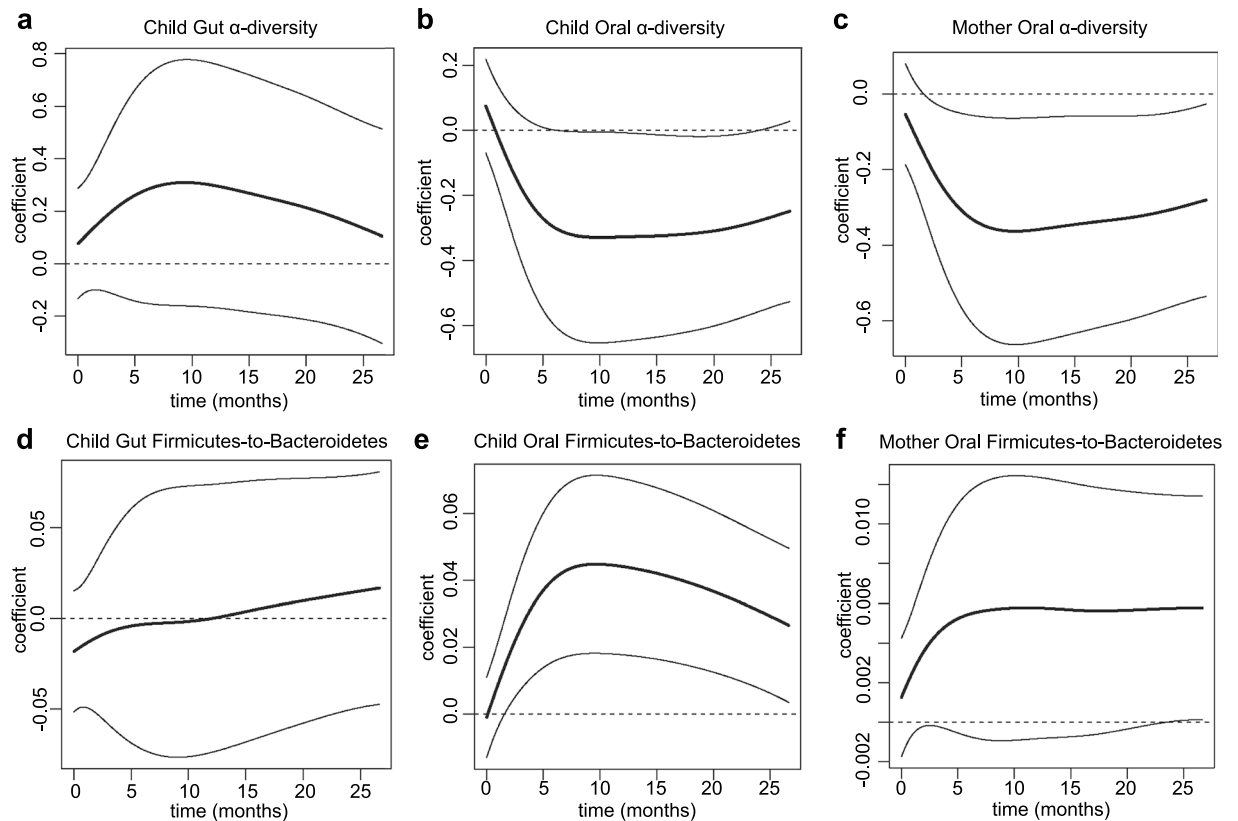 a Child Gut α-diversity
coefficient
0.8
0.6
0.4
0.2
0.0
-0.2
0 5 10 15 20 25
time (months)
b Child Oral α-diversity
coefficient
0.2
0.0
-0.2
-0.4
-0.6
0 5 10 15 20 25
time (months)
c Mother Oral α-diversity
coefficient
0.0
-0.2
-0.4
-0.6
0 5 10 15 20 25
time (months)
d Child Gut Firmicutes-to-Bacteroidetes
coefficient
0.05
0.0
-0.05
0 5 10 15 20 25
time (months)
e Child Oral Firmicutes-to-Bacteroidetes
coefficient
0.06
0.04
0.02
0.0
0 5 10 15 20 25
time (months)
f Mother Oral Firmicutes-to-Bacteroidetes
coefficient
0.010
0.006
0.002
-0.002
0 5 10 15 20 25
time (months)